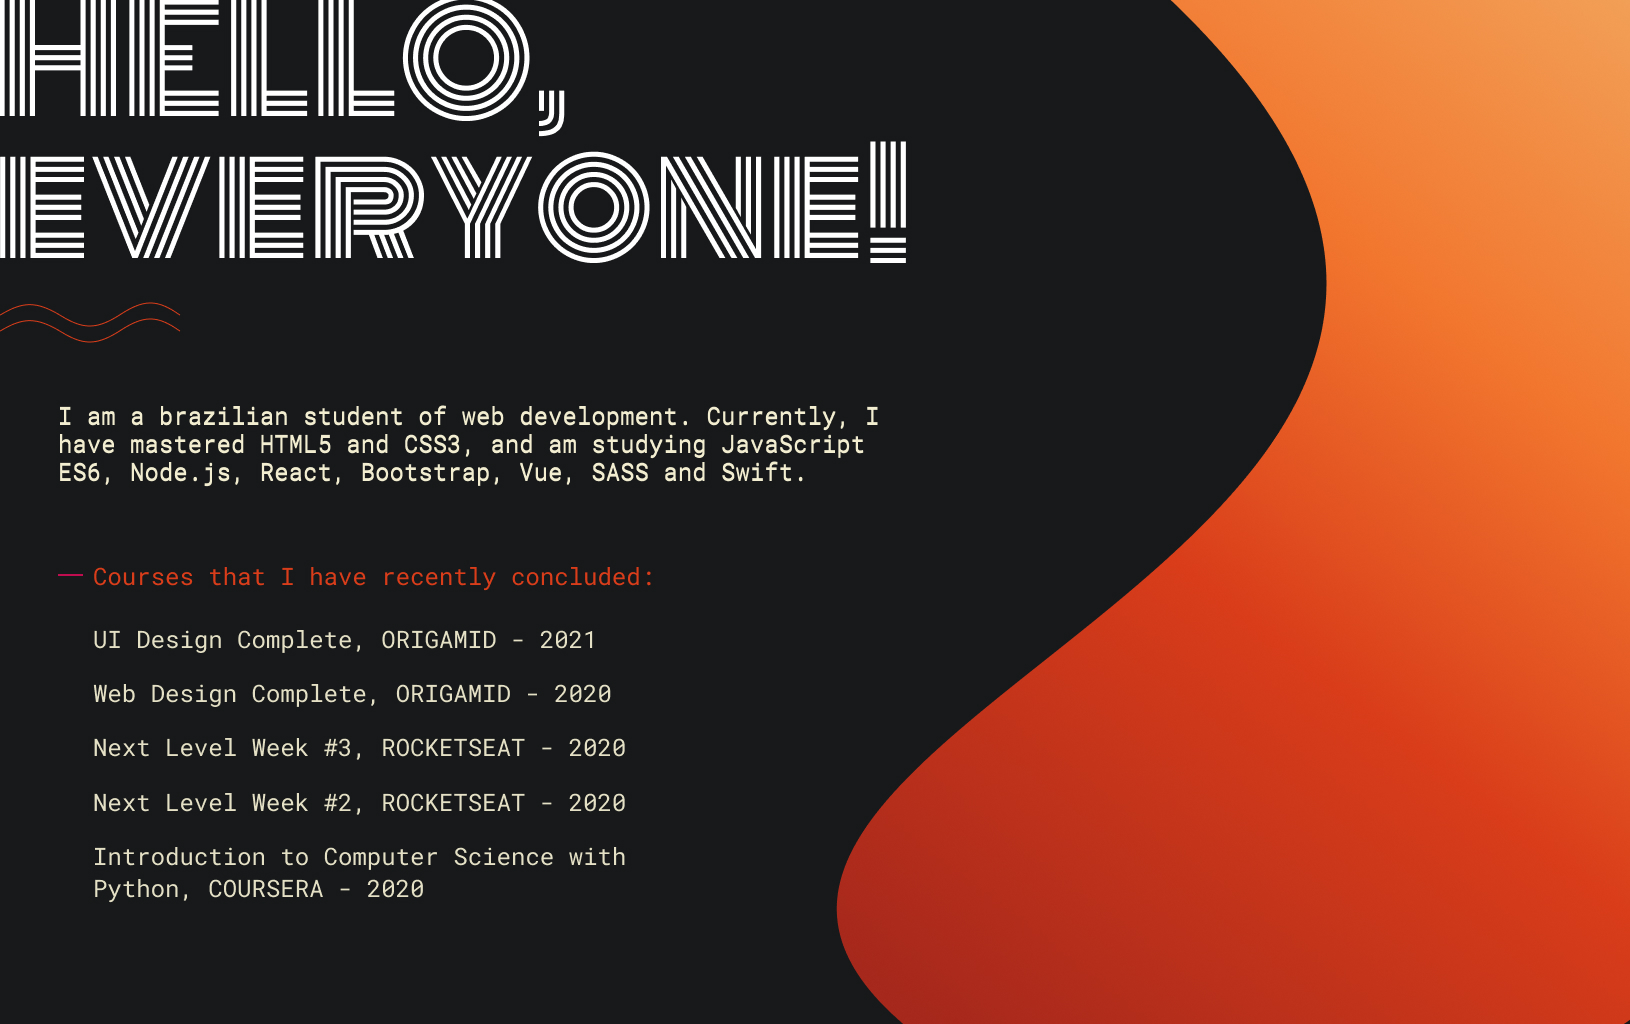 HELLO,
EVERYONE!
I am a brazilian student of web development. Currently, I
have mastered HTML5 and CSS3, and am studying JavaScript
ES6, Node.js, React, Bootstrap, Vue, SASS and Swift.
Courses that I have recently concluded:
UI Design Complete, ORIGAMID - 2021
Web Design Complete, ORIGAMID - 2020
Next Level Week #3, ROCKETSEAT - 2020
Next Level Week #2, ROCKETSEAT - 2020
Introduction to Computer Science with
Python, COURSERA - 2020